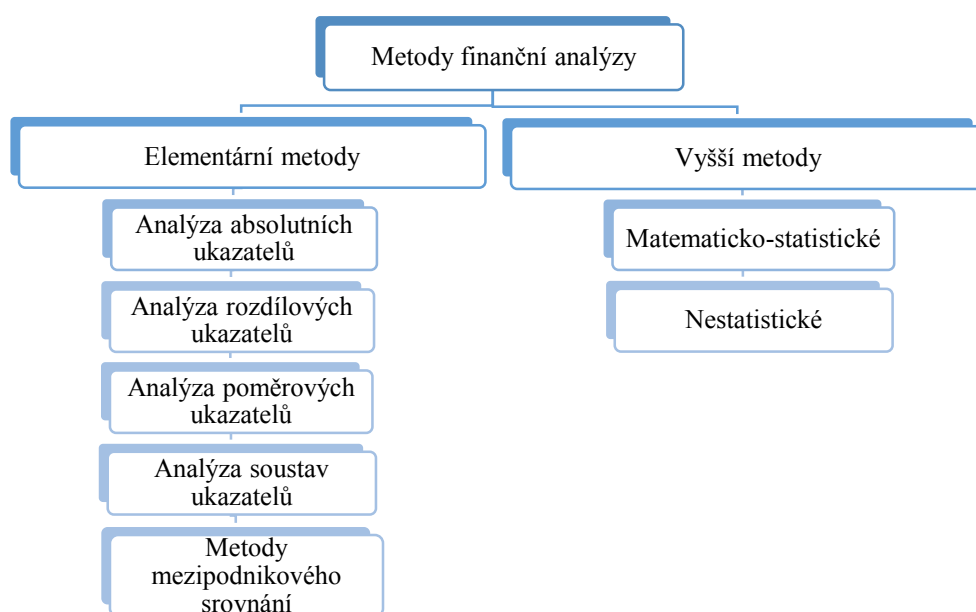 Metody finanční analýzy
Elementární metody
Vyšší metody
Analýza absolutních
ukazatelů
Matematicko-statistické
Analýza rozdílových
ukazatelů
Nestatistické
Analýza poměrových
ukazatelů
Analýza soustav
ukazatelů
Metody
mezipodnikového
srovnání